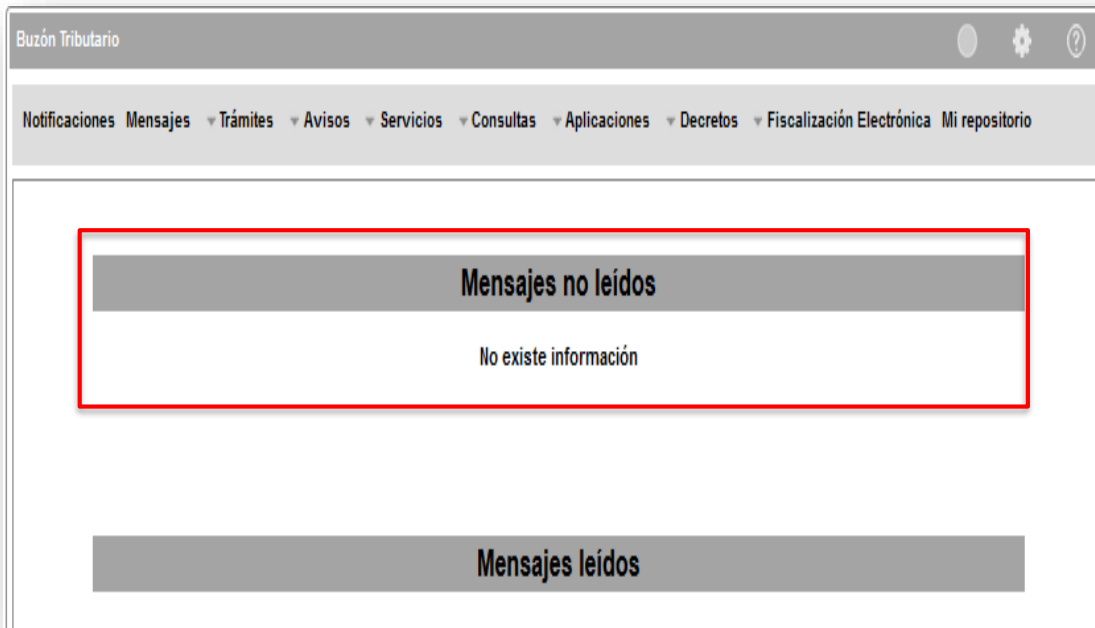 Buzón Tributario
?
Notificaciones Mensajes Trámites Avisos Servicios Consultas Aplicaciones Decretos Fiscalización Electrónica Mi repositorio
Mensajes no leídos
No existe información
Mensajes leídos